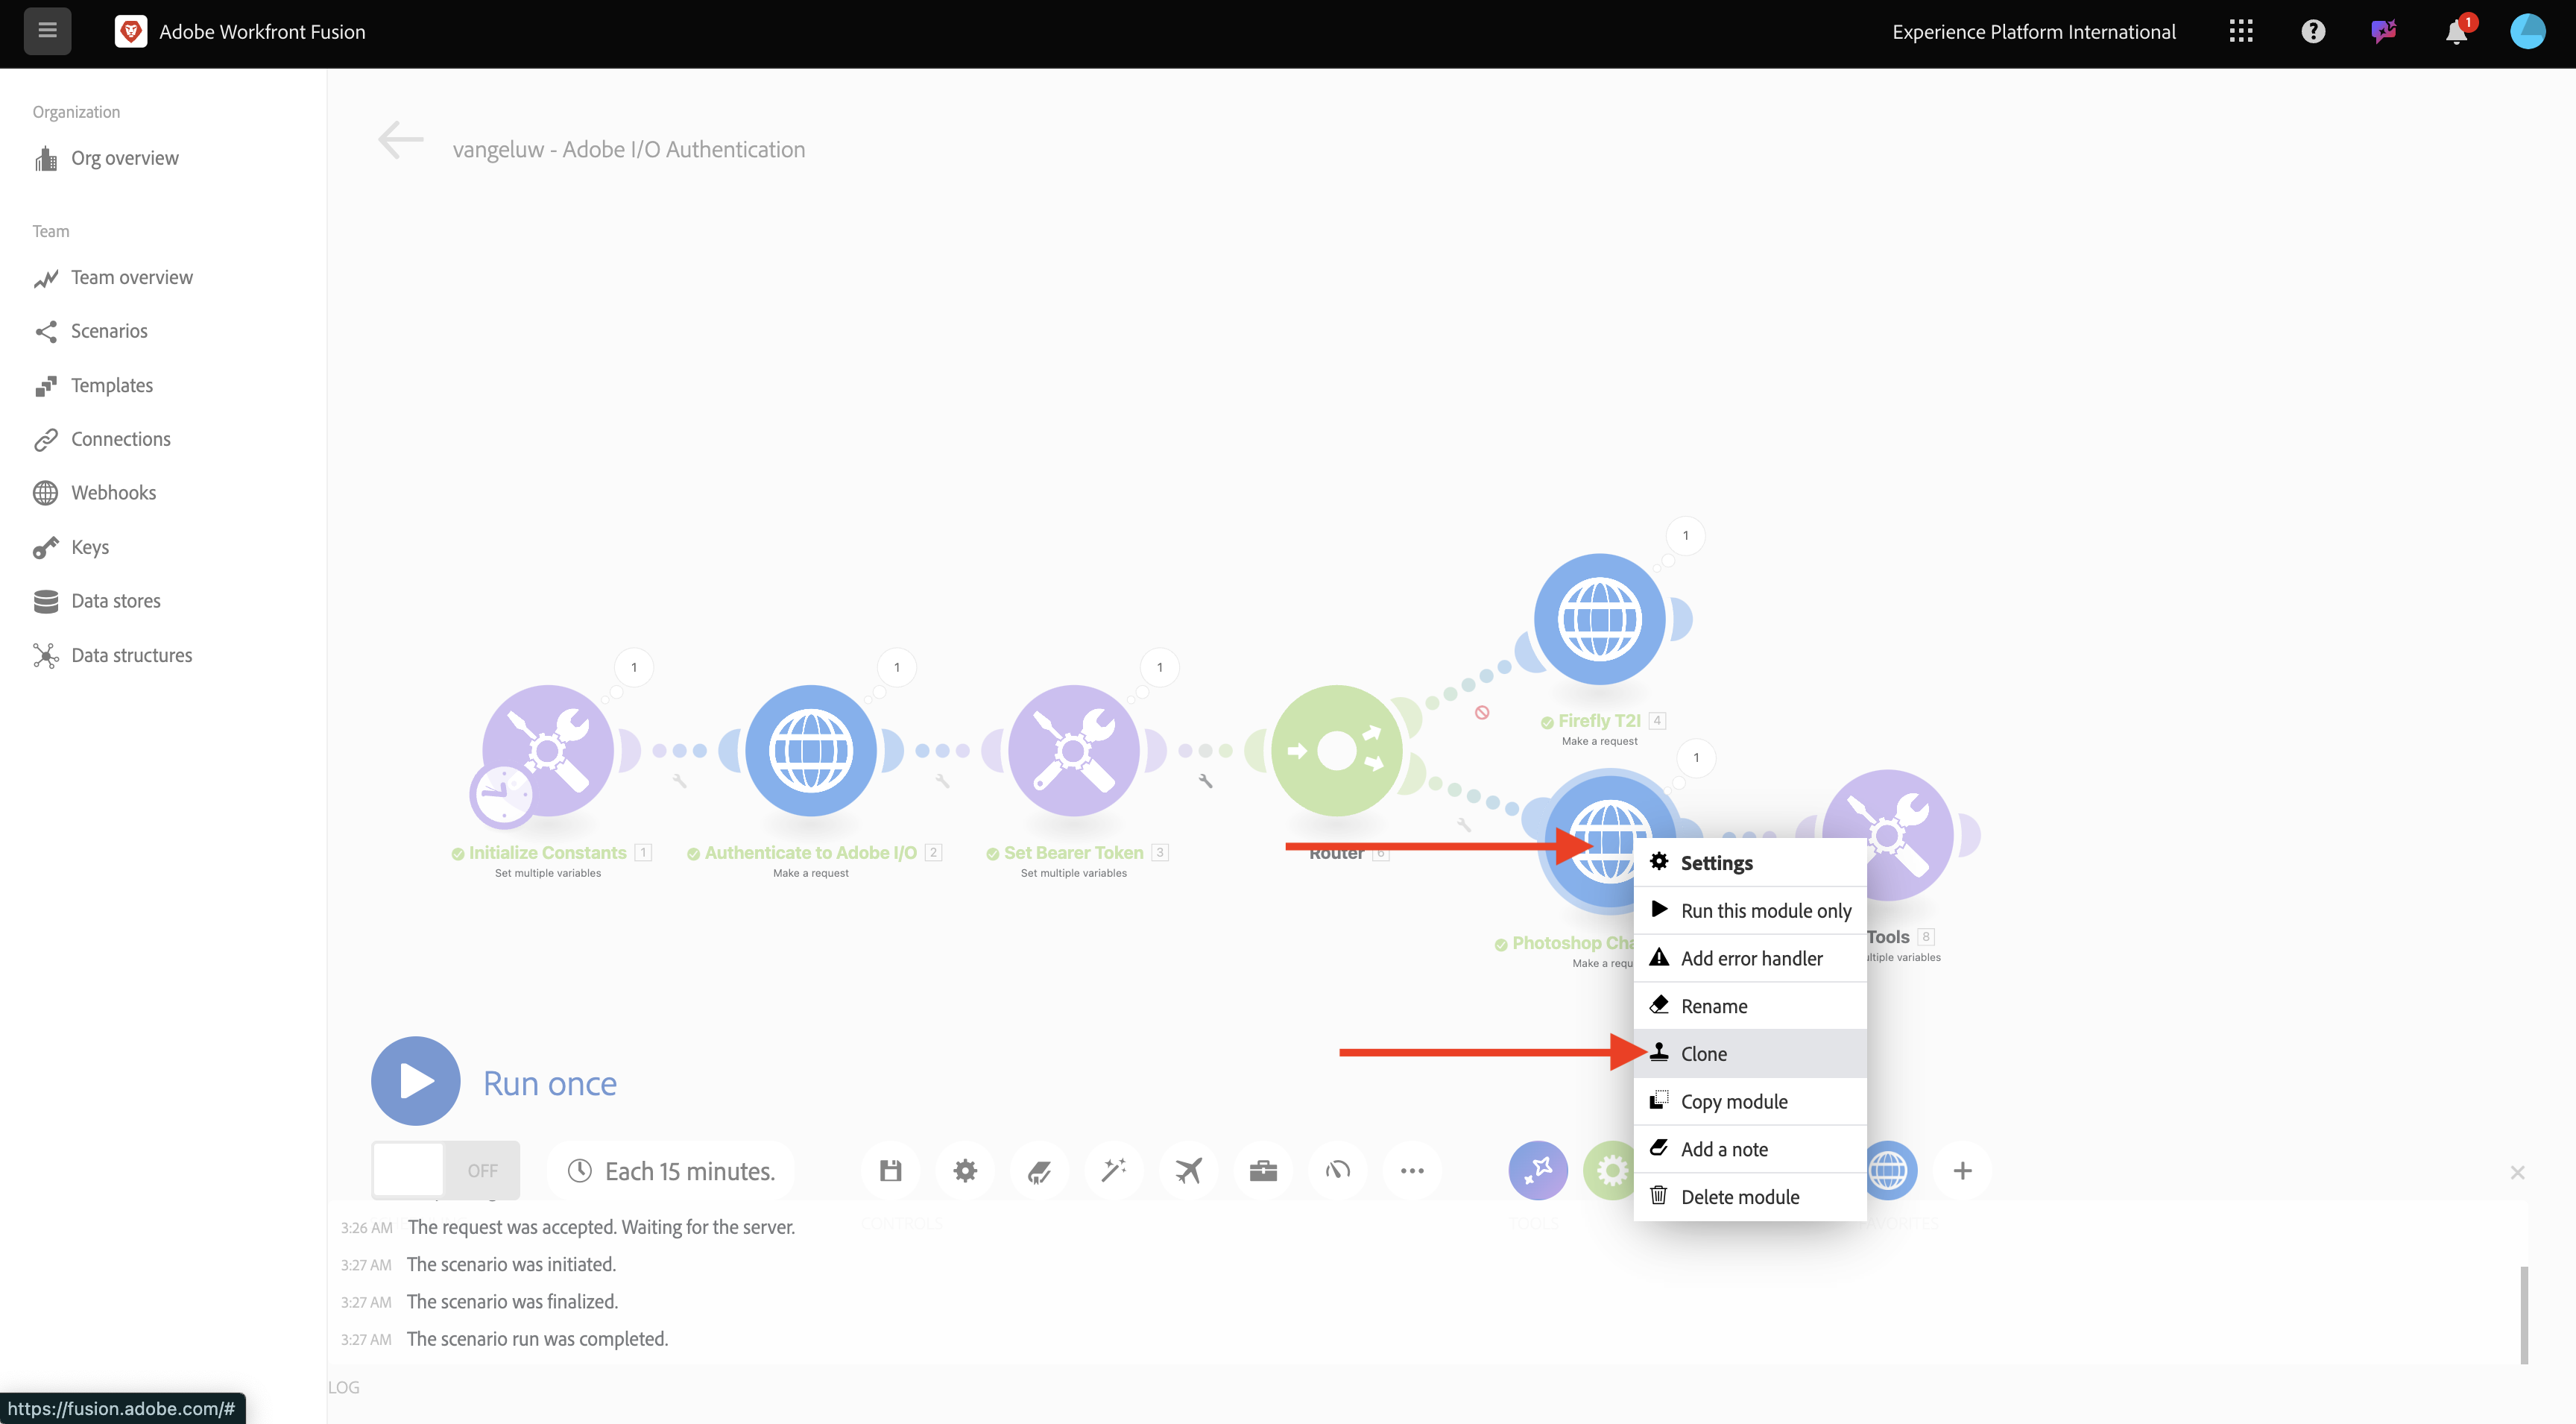 Adobe Workfront Fusion
Experience Platform International
1
Organization
Org overview
Team
Team overview
Scenarios
Templates
Connections
Webhooks
Keys
Data stores
Data structures
vangeluw - Adobe I/O Authentication
1
1
1
1
1
Initialize Constants 1
Set multiple variables
Authenticate to Adobe I/O 2
Make a request
Set Bearer Token 3
Set multiple variables
Router 6
Firefly T2I 4
Make a request
Photoshop Cha
Make a requ
Tools 8
ultiple variables
Settings
Run this module only
Add error handler
Rename
Clone
Copy module
Add a note
Delete module
Run once
OFF
Each 15 minutes.
CONTROLS
TOOLS
VORITES
3:26 AM The request was accepted. Waiting for the server.
3:27 AM The scenario was initiated.
3:27 AM The scenario was finalized.
3:27 AM The scenario run was completed.
LOG
https://fusion.adobe.com/#